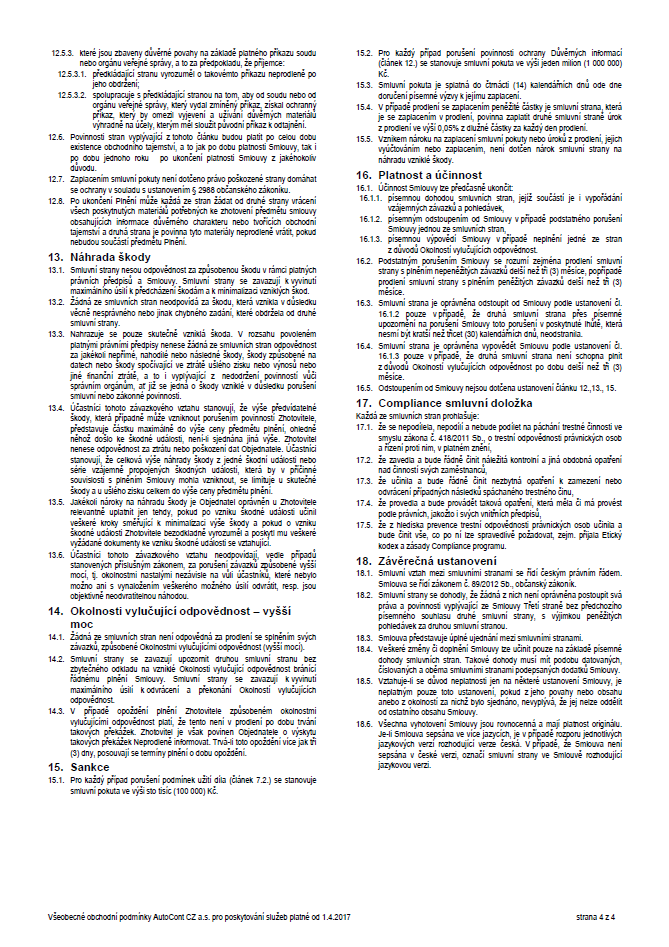 12.5.3. které jsou zbaveny důvěrné povahy na základě platného příkazu soudu
nebo orgánu veřejné správy, a to za předpokladu, že příjemce:
12.5.3.1. předkládající stranu vyrozuměl o takovémto příkazu neprodleně po
jeho obdržení;
12.5.3.2. spolupracuje s předkládající stranou na tom, aby od soudu nebo od
orgánu veřejné správy, který vydal zmíněný příkaz, získal ochranný
příkaz, který by omezil vyjevení a užívání důvěrných materiálů
výhradně na účely, kterým měl sloužit původní příkaz k odtajnění.
12.6. Povinnosti stran vyplývající z tohoto článku budou platit po celou dobu
existence obchodního tajemství, a to jak po dobu platnosti Smlouvy, tak i
po dobu jednoho roku po ukončení platnosti Smlouvy z jakéhokoliv
důvodu.
12.7. Zaplacením smluvní pokuty není dotčeno právo poškozené strany domáhat
se ochrany v souladu s ustanovení § 2988 občanského zákoníku.
12.8. Po ukončení Plnění může každá ze stran žádat od druhé strany vrácení
všech poskytnutých materiálů potřebných ke zhotovení předmětu smlouvy
obsahujících informace důvěrného charakteru nebo tvořících obchodní
tajemství a druhá strana je povinna tyto materiály neprodleně vrátit, pokud
nebudou součástí předmětu Plnění.
13. Náhrada škody
13.1. Smluvní strany nesou odpovědnost za způsobenou škodu v rámci platných
právních předpisů a Smlouvy. Smluvní strany se zavazují k vyvinutí
maximálního úsilí k předcházení škodám a k minimalizaci vzniklých škod.
13.2. Žádná ze smluvních stran neodpovídá za škodu, která vznikla v důsledku
věcně nesprávného nebo jinak chybného zadání, které obdržela od druhé
smluvní strany.
13.3. Nahrazuje se pouze skutečně vzniklá škoda. V rozsahu povoleném
platnými právními předpisy nenese žádná ze smluvních stran odpovědnost
za jakékoli nepřímé, nahodilé nebo následné škody, škody způsobené na
datech nebo škody spočívající ve ztrátě ušlého zisku nebo výnosů nebo
jiné finanční ztrátě, a to i vyplývající z nedodržení povinností vůči
správním orgánům, ať již se jedná o škody vzniklé v důsledku porušení
smluvní nebo zákonné povinnosti.
13.4. Účastníci tohoto závazkového vztahu stanovují, že výše předvídatelné
škody, která případně může vzniknout porušením povinností Zhotovitele,
představuje částku maximálně do výše ceny předmětu plnění, ohledně
něhož došlo ke škodné události, není-li sjednána jiná výše. Zhotovitel
nenese odpovědnost za ztrátu nebo poškození dat Objednatele. Účastníci
stanovují, že celková výše náhrady škody z jedné škodní události nebo
série vzájemně propojených škodných událostí, která by v příčinné
souvislosti s plněním Smlouvy mohla vzniknout, se limituje u skutečné
škody a u ušlého zisku celkem do výše ceny předmětu plnění.
13.5. Jakékoli nároky na náhradu škody je Objednatel oprávněn u Zhotovitele
relevantně uplatnit jen tehdy, pokud po vzniku škodné události učinil
veškeré kroky směřující k minimalizaci výše škody a pokud o vzniku
škodné události Zhotovitele bezodkladně vyrozuměl a poskytl mu veškeré
vyžádané dokumenty ke vzniku škodné události se vztahující.
13.6. Účastníci tohoto závazkového vztahu neodpovídají, vedle případů
stanovených příslušným zákonem, za porušení závazků způsobené vyšší
mocí, tj. okolnostmi nastalými nezávisle na vůli účastníků, které nebylo
možno ani s vynaložením veškerého možného úsilí odvrátit, resp. jsou
objektivně neodvratitelnou náhodou.
14. Okolnosti vylučující odpovědnost – vyšší
moc
14.1. Žádná ze smluvních stran není odpovědná za prodlení se splněním svých
závazků, způsobené Okolnostmi vylučujícími odpovědnost (vyšší mocí).
14.2. Smluvní strany se zavazují upozornit druhou smluvní stranu bez
zbytečného odkladu na vzniklé Okolnosti vylučující odpovědnost bránící
řádnému plnění Smlouvy. Smluvní strany se zavazují k vyvinutí
maximálního úsilí k odvrácení a překonání Okolností vylučujících
odpovědnost.
14.3. V případě opoždění plnění Zhotovitele způsobeném okolnostmi
vylučujícími odpovědnost platí, že tento není v prodlení po dobu trvání
takových překážek. Zhotovitel je však povinen Objednatele o výskytu
takových překážek Neprodleně informovat. Trvá-li toto opoždění více jak tři
(3) dny, posouvají se termíny plnění o dobu opoždění.
15. Sankce
15.1. Pro každý případ porušení podmínek užití díla (článek 7.2.) se stanovuje
smluvní pokuta ve výši sto tisíc (100 000) Kč.
15.2. Pro každý případ porušení povinnosti ochrany Důvěrných informací
(článek 12.) se stanovuje smluvní pokuta ve výši jeden milion (1 000 000)
Kč.
15.3. Smluvní pokuta je splatná do čtrnácti (14) kalendářních dnů ode dne
doručení písemné výzvy k jejímu zaplacení.
15.4. V případě prodlení se zaplacením peněžité částky je smluvní strana, která
je se zaplacením v prodlení, povinna zaplatit druhé smluvní straně úrok
z prodlení ve výši 0,05% z dlužné částky za každý den prodlení.
15.5. Vznikem nároku na zaplacení smluvní pokuty nebo úroků z prodlení, jejich
vyúčtováním nebo zaplacením, není dotčen nárok smluvní strany na
náhradu vzniklé škody.
16. Platnost a účinnost
16.1. Účinnost Smlouvy lze předčasně ukončit:
16.1.1. písemnou dohodou smluvních stran, jejíž součástí je i vypořádání
vzájemných závazků a pohledávek,
16.1.2. písemným odstoupením od Smlouvy v případě podstatného porušení
Smlouvy jednou ze smluvních stran,
16.1.3. písemnou výpovědí Smlouvy v případě neplnění jedné ze stran
z důvodů Okolností vylučujících odpovědnost.
16.2. Podstatným porušením Smlouvy se rozumí zejména prodlení smluvní
strany s plněním nepeněžitých závazků delší než tři (3) měsíce, popřípadě
prodlení smluvní strany s plněním peněžitých závazků delší než tři (3)
měsíce.
16.3. Smluvní strana je oprávněna odstoupit od Smlouvy podle ustanovení čl.
16.1.2 pouze v případě, že druhá smluvní strana přes písemné
upozornění na porušení Smlouvy toto porušení v poskytnuté lhůtě, která
nesmí být kratší než třicet (30) kalendářních dnů, neodstranila.
16.4. Smluvní strana je oprávněna vypovědět Smlouvu podle ustanovení čl.
16.1.3 pouze v případě, že druhá smluvní strana není schopna plnit
z důvodů Okolností vylučujících odpovědnost po dobu delší než tři (3)
měsíce.
16.5. Odstoupením od Smlouvy nejsou dotčena ustanovení článku 12.,13., 15.
17. Compliance smluvní doložka
Každá ze smluvních stran prohlašuje:
17.1. že se nepodílela, nepodílí a nebude podílet na páchání trestné činnosti ve
smyslu zákona č. 418/2011 Sb., o trestní odpovědnosti právnických osob
a řízení proti nim, v platném znění,
17.2. že zavedla a bude řádně činit náležitá kontrolní a jiná obdobná opatření
nad činností svých zaměstnanců,
17.3. že učinila a bude řádně činit nezbytná opatření k zamezení nebo
odvrácení případných následků spáchaného trestného činu,
17.4. že provedla a bude provádět taková opatření, která měla či má provést
podle právních, jakožto i svých vnitřních předpisů,
17.5. že z hlediska prevence trestní odpovědnosti právnických osob učinila a
bude činit vše, co po ní lze spravedlivě požadovat, zejm. přijala Etický
kodex a zásady Compliance programu.
18. Závěrečná ustanovení
18.1. Smluvní vztah mezi smluvními stranami se řídí českým právním řádem.
Smlouva se řídí zákonem č. 89/2012 Sb., občanský zákoník.
18.2. Smluvní strany se dohodly, že žádná z nich není oprávněna postoupit svá
práva a povinnosti vyplývající ze Smlouvy Třetí straně bez předchozího
písemného souhlasu druhé smluvní strany, s výjimkou peněžitých
pohledávek za druhou smluvní stranou.
18.3. Smlouva představuje úplné ujednání mezi smluvními stranami.
18.4. Veškeré změny či doplnění Smlouvy lze učinit pouze na základě písemné
dohody smluvních stran. Takové dohody musí mít podobu datovaných,
číslovaných a oběma smluvními stranami podepsaných dodatků Smlouvy.
18.5. Vztahuje-li se důvod neplatnosti jen na některé ustanovení Smlouvy, je
neplatným pouze toto ustanovení, pokud z jeho povahy nebo obsahu
anebo z okolností za nichž bylo sjednáno, nevyplývá, že jej nelze oddělit
od ostatního obsahu Smlouvy.
18.6. Všechna vyhotovení Smlouvy jsou rovnocenná a mají platnost originálu.
Je-li Smlouva sepsána ve více jazycích, je v případě rozporu jednotlivých
jazykových verzí rozhodující verze česká. V případě, že Smlouva není
sepsána v české verzi, označí smluvní strany ve Smlouvě rozhodující
jazykovou verzi.
Všeobecné obchodní podmínky AutoCont CZ a.s. pro poskytování služeb platné od 1.4.2017
strana 4 z 4